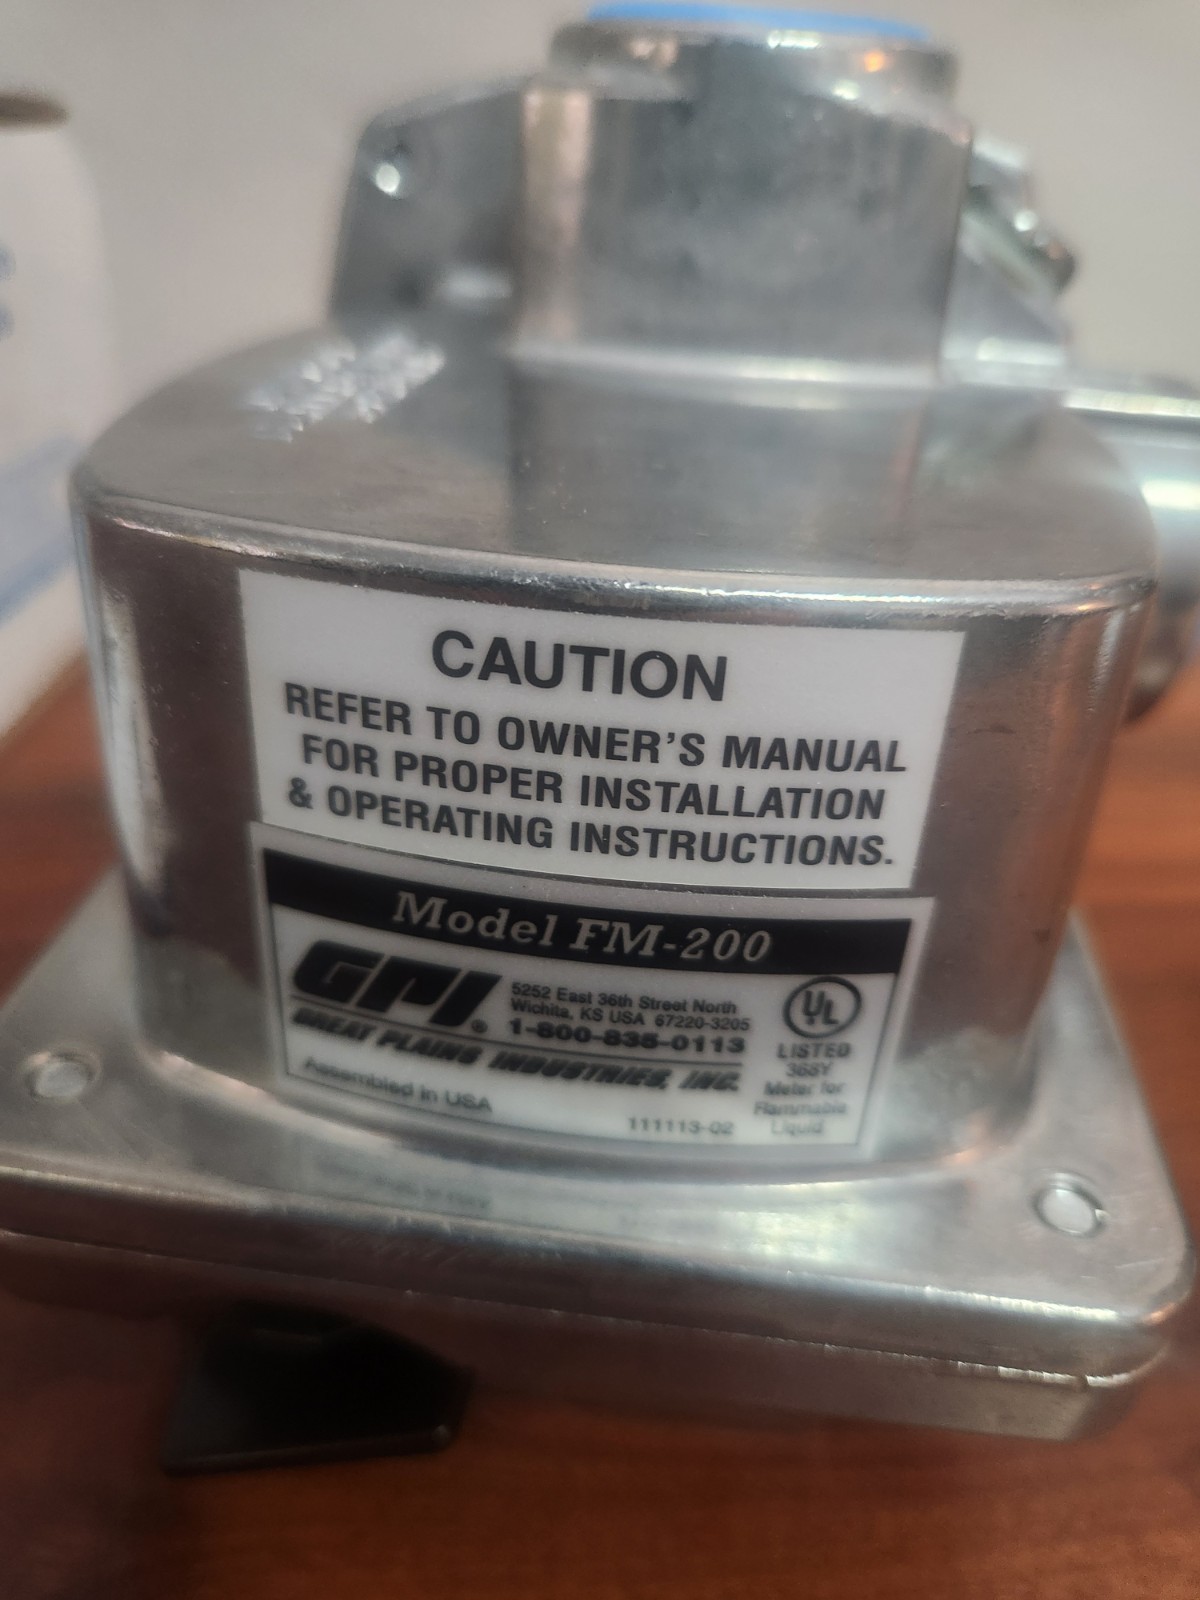 CAUTION
REFER TO OWNER'S MANUAL
FOR PROPER INSTALLATION
& OPERATING INSTRUCTIONS.
Model FM-200
GPI®
5252 East 36th Street North
Wichita, KS USA 67220-3205
1-800-835-0113
GREAT PLAINS INDUSTRIES, INC.
Assembled in USA
111113-02
UL
LISTED
368Y
Meter for
Flammable
Liquid